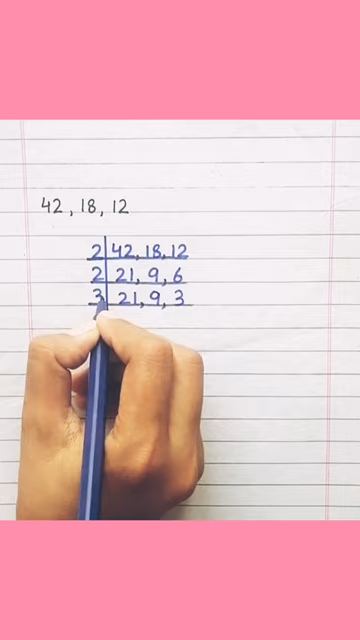 42, 18, 12
2 42, 18, 12
2 21, 9, 6
3 21, 9, 3